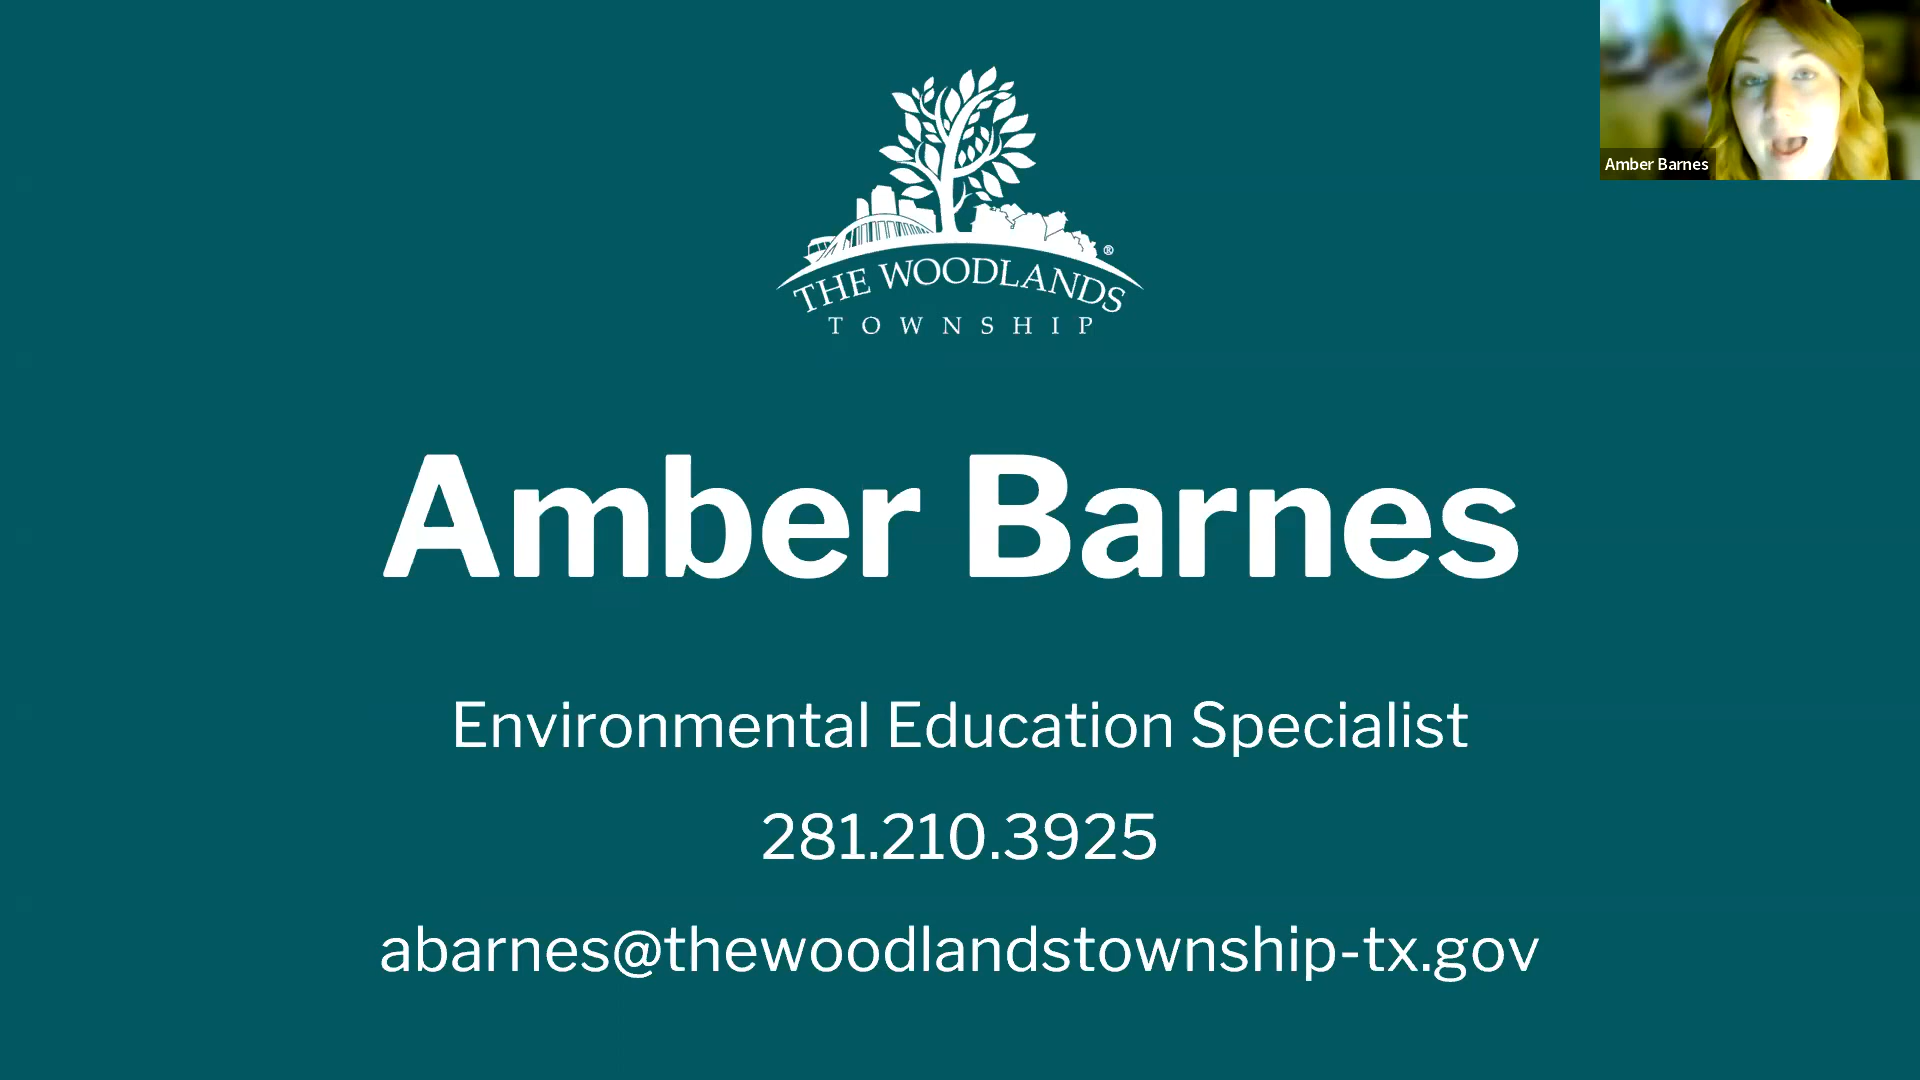 Amber Barnes
®
THE WOODLANDS
TOWNSHIP
Amber Barnes
Environmental Education Specialist
281.210.3925
abarnes@thewoodlandstownship-tx.gov